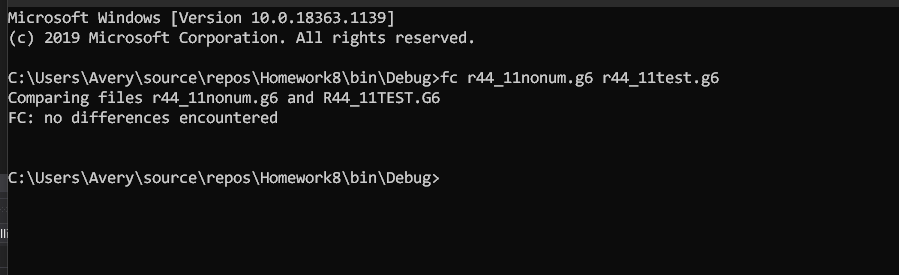 Microsoft Windows [Version 10.0.18363.1139]
(c) 2019 Microsoft Corporation. All rights reserved.
C:\Users\Avery\source\repos\Homework8\bin\Debug>fc r44_11nonum.g6 r44_11test.g6
Comparing files r44_11nonum.g6 and R44_11TEST.G6
FC: no differences encountered
C:\Users\Avery\source\repos\Homework8\bin\Debug>
lli